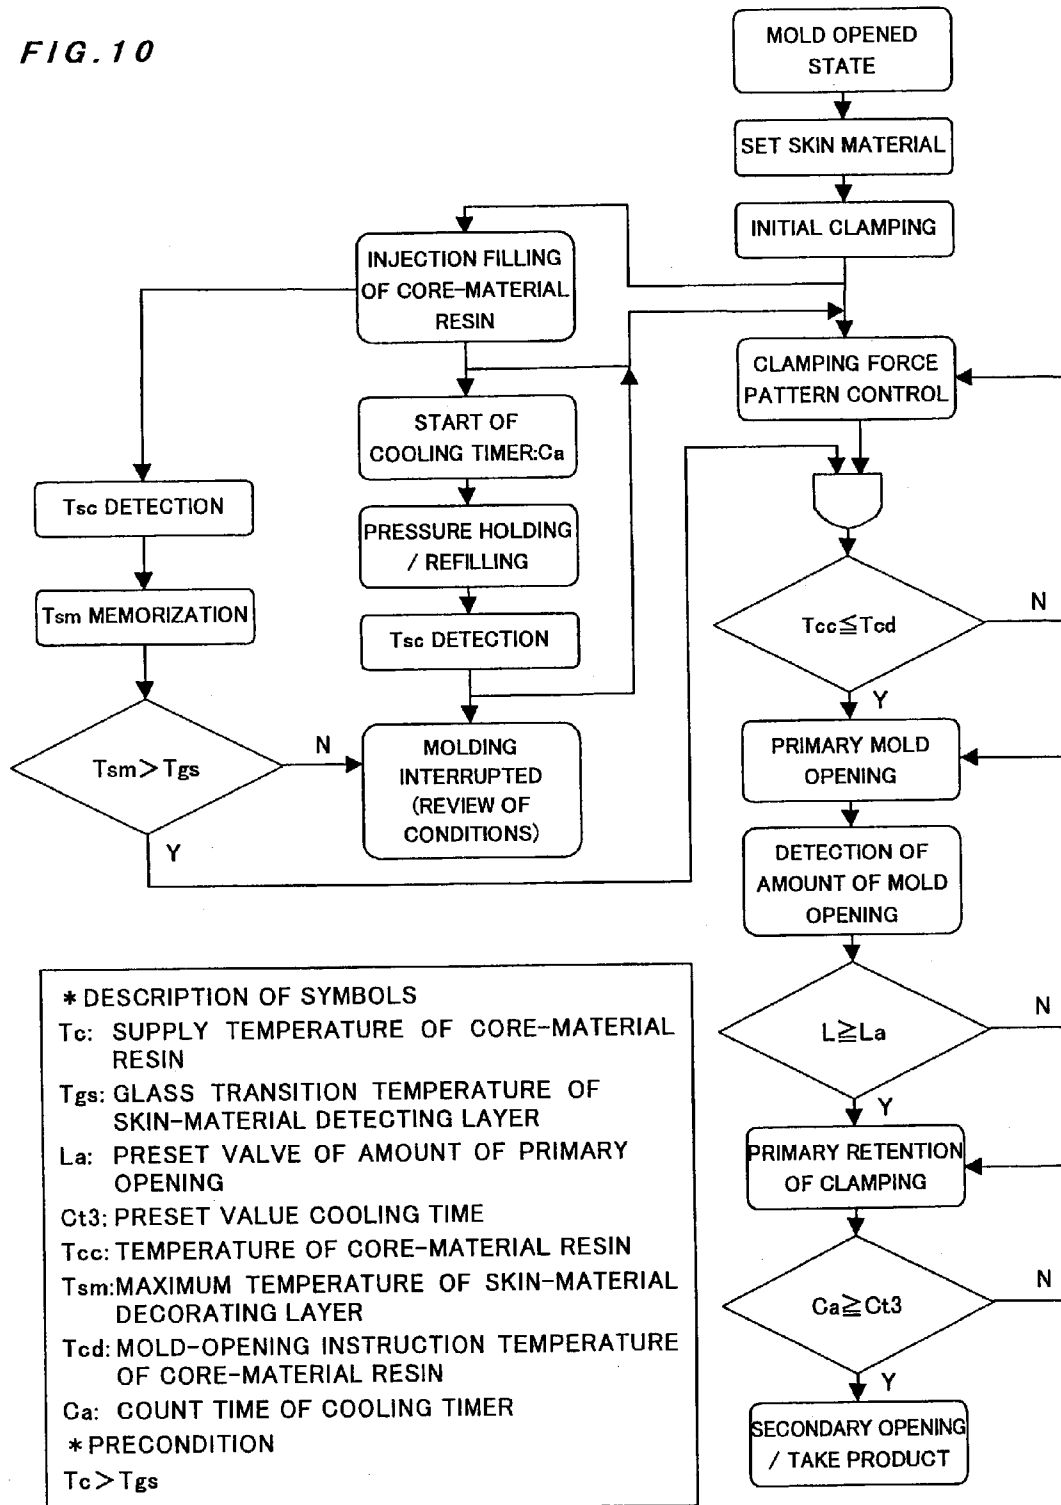 FIG.10
MOLD OPENED
STATE
SET SKIN MATERIAL
INITIAL CLAMPING
INJECTION FILLING
OF CORE-MATERIAL
RESIN
CLAMPING FORCE
PATTERN CONTROL
START OF
COOLING TIMER:Ca
Tsc DETECTION
PRESSURE HOLDING
/ REFILLING
Tsm MEMORIZATION
Tsc DETECTION
Tcc≦Tcd
N
Y
Tsm>Tgs
N
Y
MOLDING
INTERRUPTED
(REVIEW OF
CONDITIONS)
PRIMARY MOLD
OPENING
DETECTION OF
AMOUNT OF MOLD
OPENING
L≧La
N
Y
PRIMARY RETENTION
OF CLAMPING
Ca≧Ct3
N
Y
SECONDARY OPENING
/ TAKE PRODUCT
* DESCRIPTION OF SYMBOLS
Tc: SUPPLY TEMPERATURE OF CORE-MATERIAL
RESIN
Tgs: GLASS TRANSITION TEMPERATURE OF
SKIN-MATERIAL DETECTING LAYER
La: PRESET VALVE OF AMOUNT OF PRIMARY
OPENING
Ct3: PRESET VALUE COOLING TIME
Tcc: TEMPERATURE OF CORE-MATERIAL RESIN
Tsm:MAXIMUM TEMPERATURE OF SKIN-MATERIAL
DECORATING LAYER
Tcd: MOLD-OPENING INSTRUCTION TEMPERATURE
OF CORE-MATERIAL RESIN
Ca: COUNT TIME OF COOLING TIMER
* PRECONDITION
Tc>Tgs